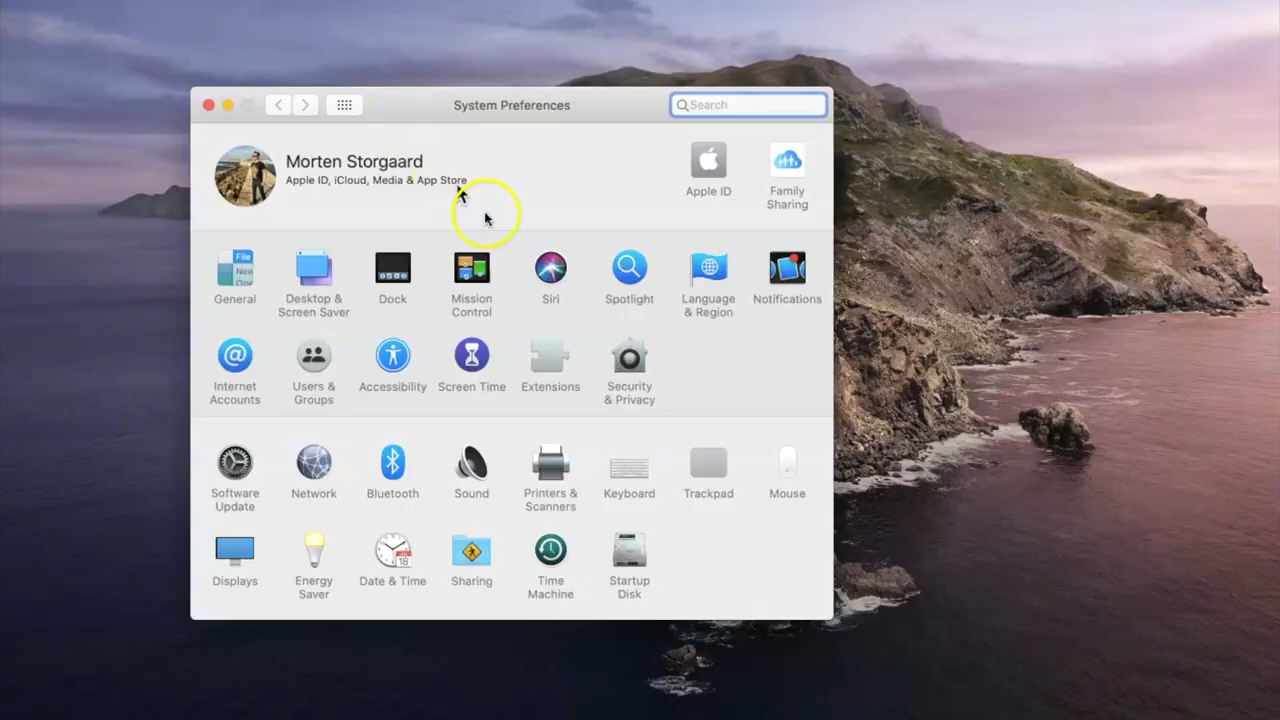 System Preferences
Search
Morten Storgaard
Apple ID, iCloud, Media & App Store
Apple ID
Family
Sharing
File
New
General
Desktop &
Screen Saver
Dock
Mission
Control
Siri
Spotlight
Language
& Region
Notifications
@
Internet
Accounts
Users &
Groups
Accessibility
Screen Time
Extensions
Security
& Privacy
Software
Update
Network
Bluetooth
Sound
Printers &
Scanners
Keyboard
Trackpad
Mouse
Displays
Energy
Saver
18
Date & Time
Sharing
Time
Machine
Startup
Disk